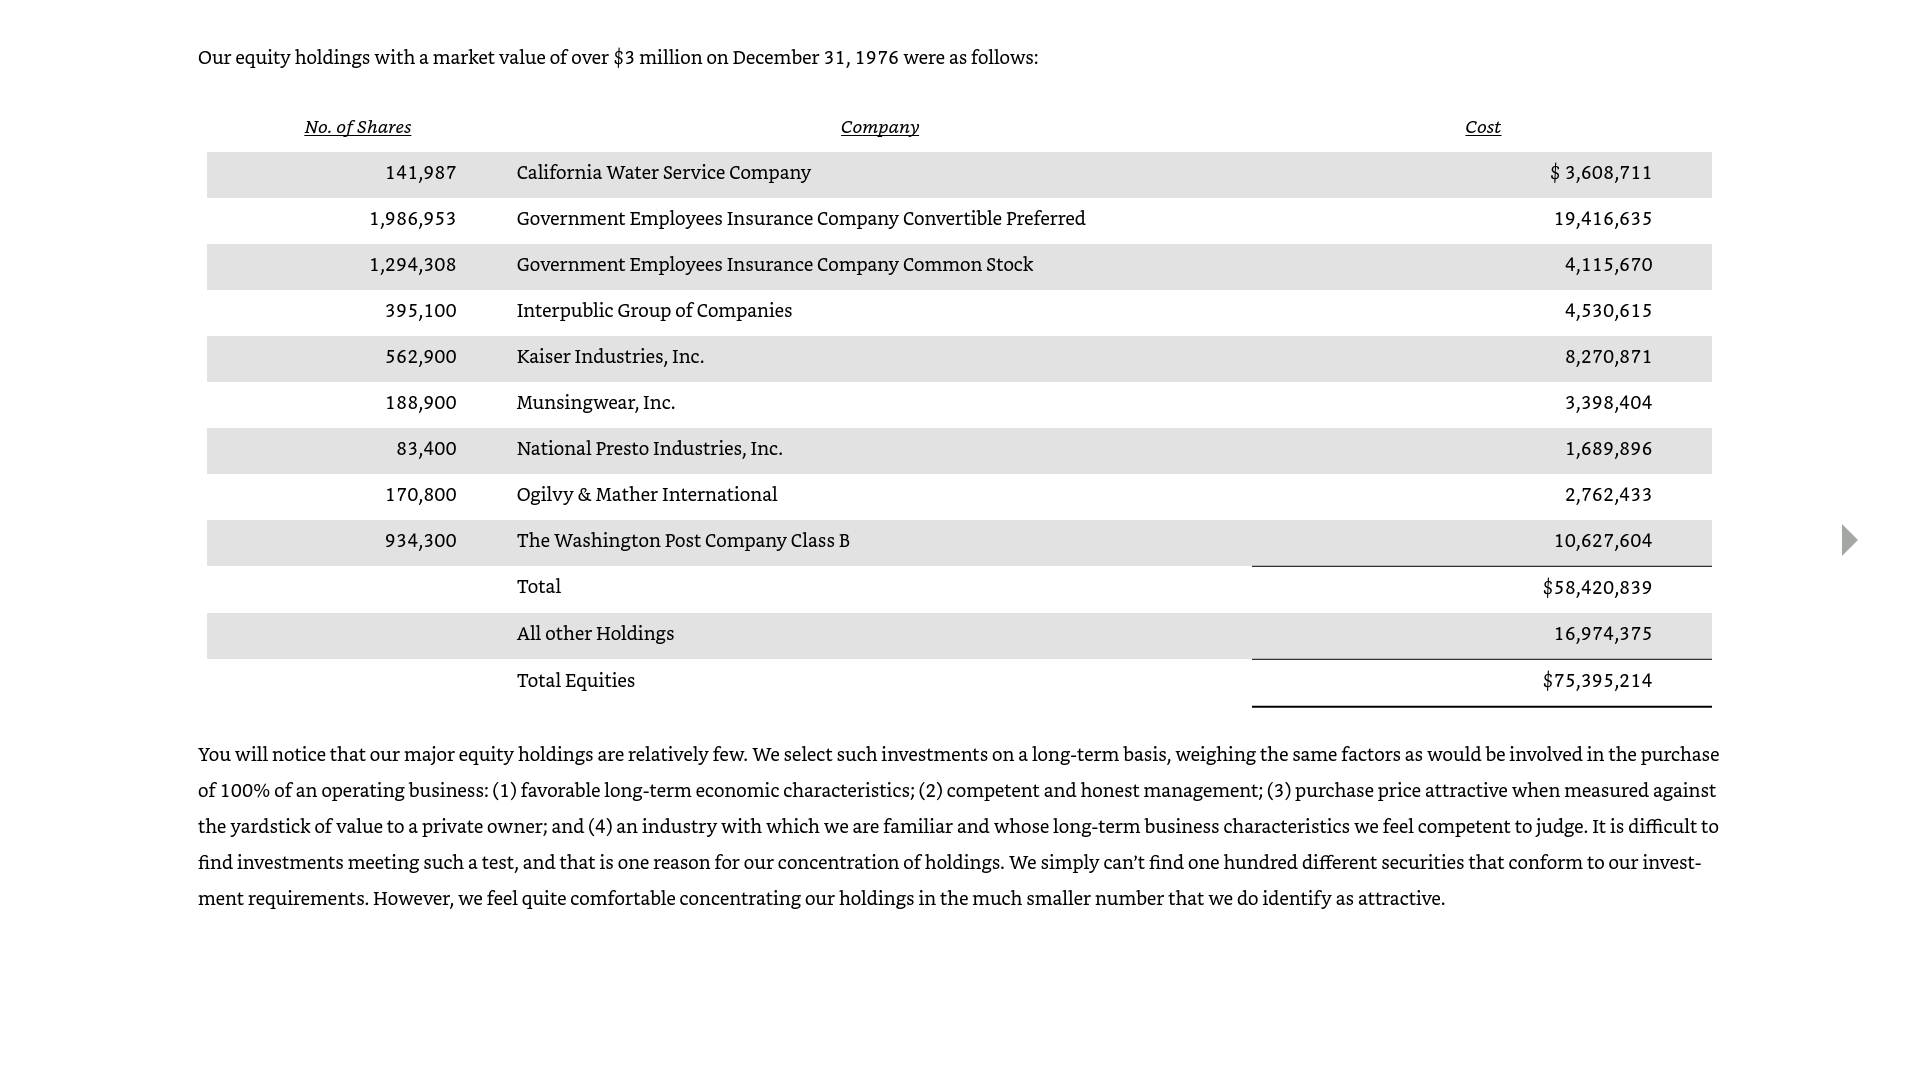 Our equity holdings with a market value of over $3 million on December 31, 1976 were as follows:
No. of Shares Company Cost
141,987 California Water Service Company $ 3,608,711
1,986,953 Government Employees Insurance Company Convertible Preferred 19,416,635
1,294,308 Government Employees Insurance Company Common Stock 4,115,670
395,100 Interpublic Group of Companies 4,530,615
562,900 Kaiser Industries, Inc. 8,270,871
188,900 Munsingwear, Inc. 3,398,404
83,400 National Presto Industries, Inc. 1,689,896
170,800 Ogilvy & Mather International 2,762,433
934,300 The Washington Post Company Class B 10,627,604
Total $58,420,839
All other Holdings 16,974,375
Total Equities $75,395,214
You will notice that our major equity holdings are relatively few. We select such investments on a long-term basis, weighing the same factors as would be involved in the purchase
of 100% of an operating business: (1) favorable long-term economic characteristics; (2) competent and honest management; (3) purchase price attractive when measured against
the yardstick of value to a private owner; and (4) an industry with which we are familiar and whose long-term business characteristics we feel competent to judge. It is difficult to
find investments meeting such a test, and that is one reason for our concentration of holdings. We simply can’t find one hundred different securities that conform to our invest-
ment requirements. However, we feel quite comfortable concentrating our holdings in the much smaller number that we do identify as attractive.